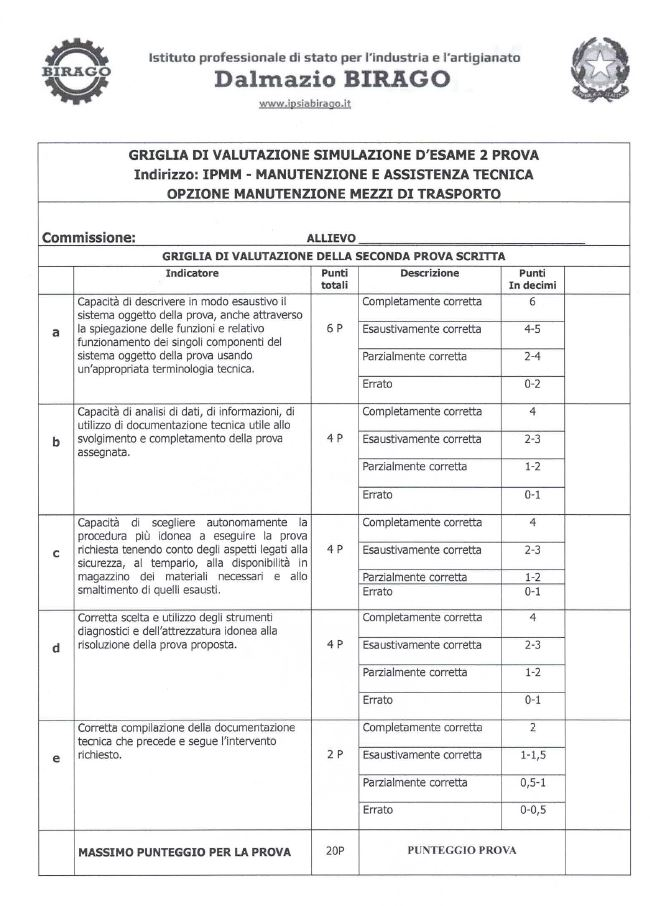 BIRAGO
Istituto professionale di stato per l'industria e l'artigianato
Dalmazio BIRAGO
www.ipsiabirago.it
GRIGLIA DI VALUTAZIONE SIMULAZIONE D'ESAME 2 PROVA
Indirizzo: IPMM - MANUTENZIONE E ASSISTENZA TECNICA
OPZIONE MANUTENZIONE MEZZI DI TRASPORTO
Commissione: ALLIEVO
GRIGLIA DI VALUTAZIONE DELLA SECONDA PROVA SCRITTA
Indicatore Punti totali Descrizione Punti In decimi
a
Capacità di descrivere in modo esaustivo il
sistema oggetto della prova, anche attraverso
la spiegazione delle funzioni e relativo
funzionamento dei singoli componenti del
sistema oggetto della prova usando
un'appropriata terminologia tecnica.
6 P
Completamente corretta 6
Esaustivamente corretta 4-5
Parzialmente corretta 2-4
Errato 0-2
b
Capacità di analisi di dati, di informazioni, di
utilizzo di documentazione tecnica utile allo
svolgimento e completamento della prova
assegnata.
4 P
Completamente corretta 4
Esaustivamente corretta 2-3
Parzialmente corretta 1-2
Errato 0-1
c
Capacità di scegliere autonomamente la
procedura più idonea a eseguire la prova
richiesta tenendo conto degli aspetti legati alla
sicurezza, al tempario, alla disponibilità in
magazzino dei materiali necessari e allo
smaltimento di quelli esausti.
4 P
Completamente corretta 4
Esaustivamente corretta 2-3
Parzialmente corretta 1-2
Errato 0-1
d
Corretta scelta e utilizzo degli strumenti
diagnostici e dell'attrezzatura idonea alla
risoluzione della prova proposta.
4 P
Completamente corretta 4
Esaustivamente corretta 2-3
Parzialmente corretta 1-2
Errato 0-1
e
Corretta compilazione della documentazione
tecnica che precede e segue l'intervento
richiesto.
2 P
Completamente corretta 2
Esaustivamente corretta 1-1,5
Parzialmente corretta 0,5-1
Errato 0-0,5
MASSIMO PUNTEGGIO PER LA PROVA 20P PUNTEGGIO PROVA